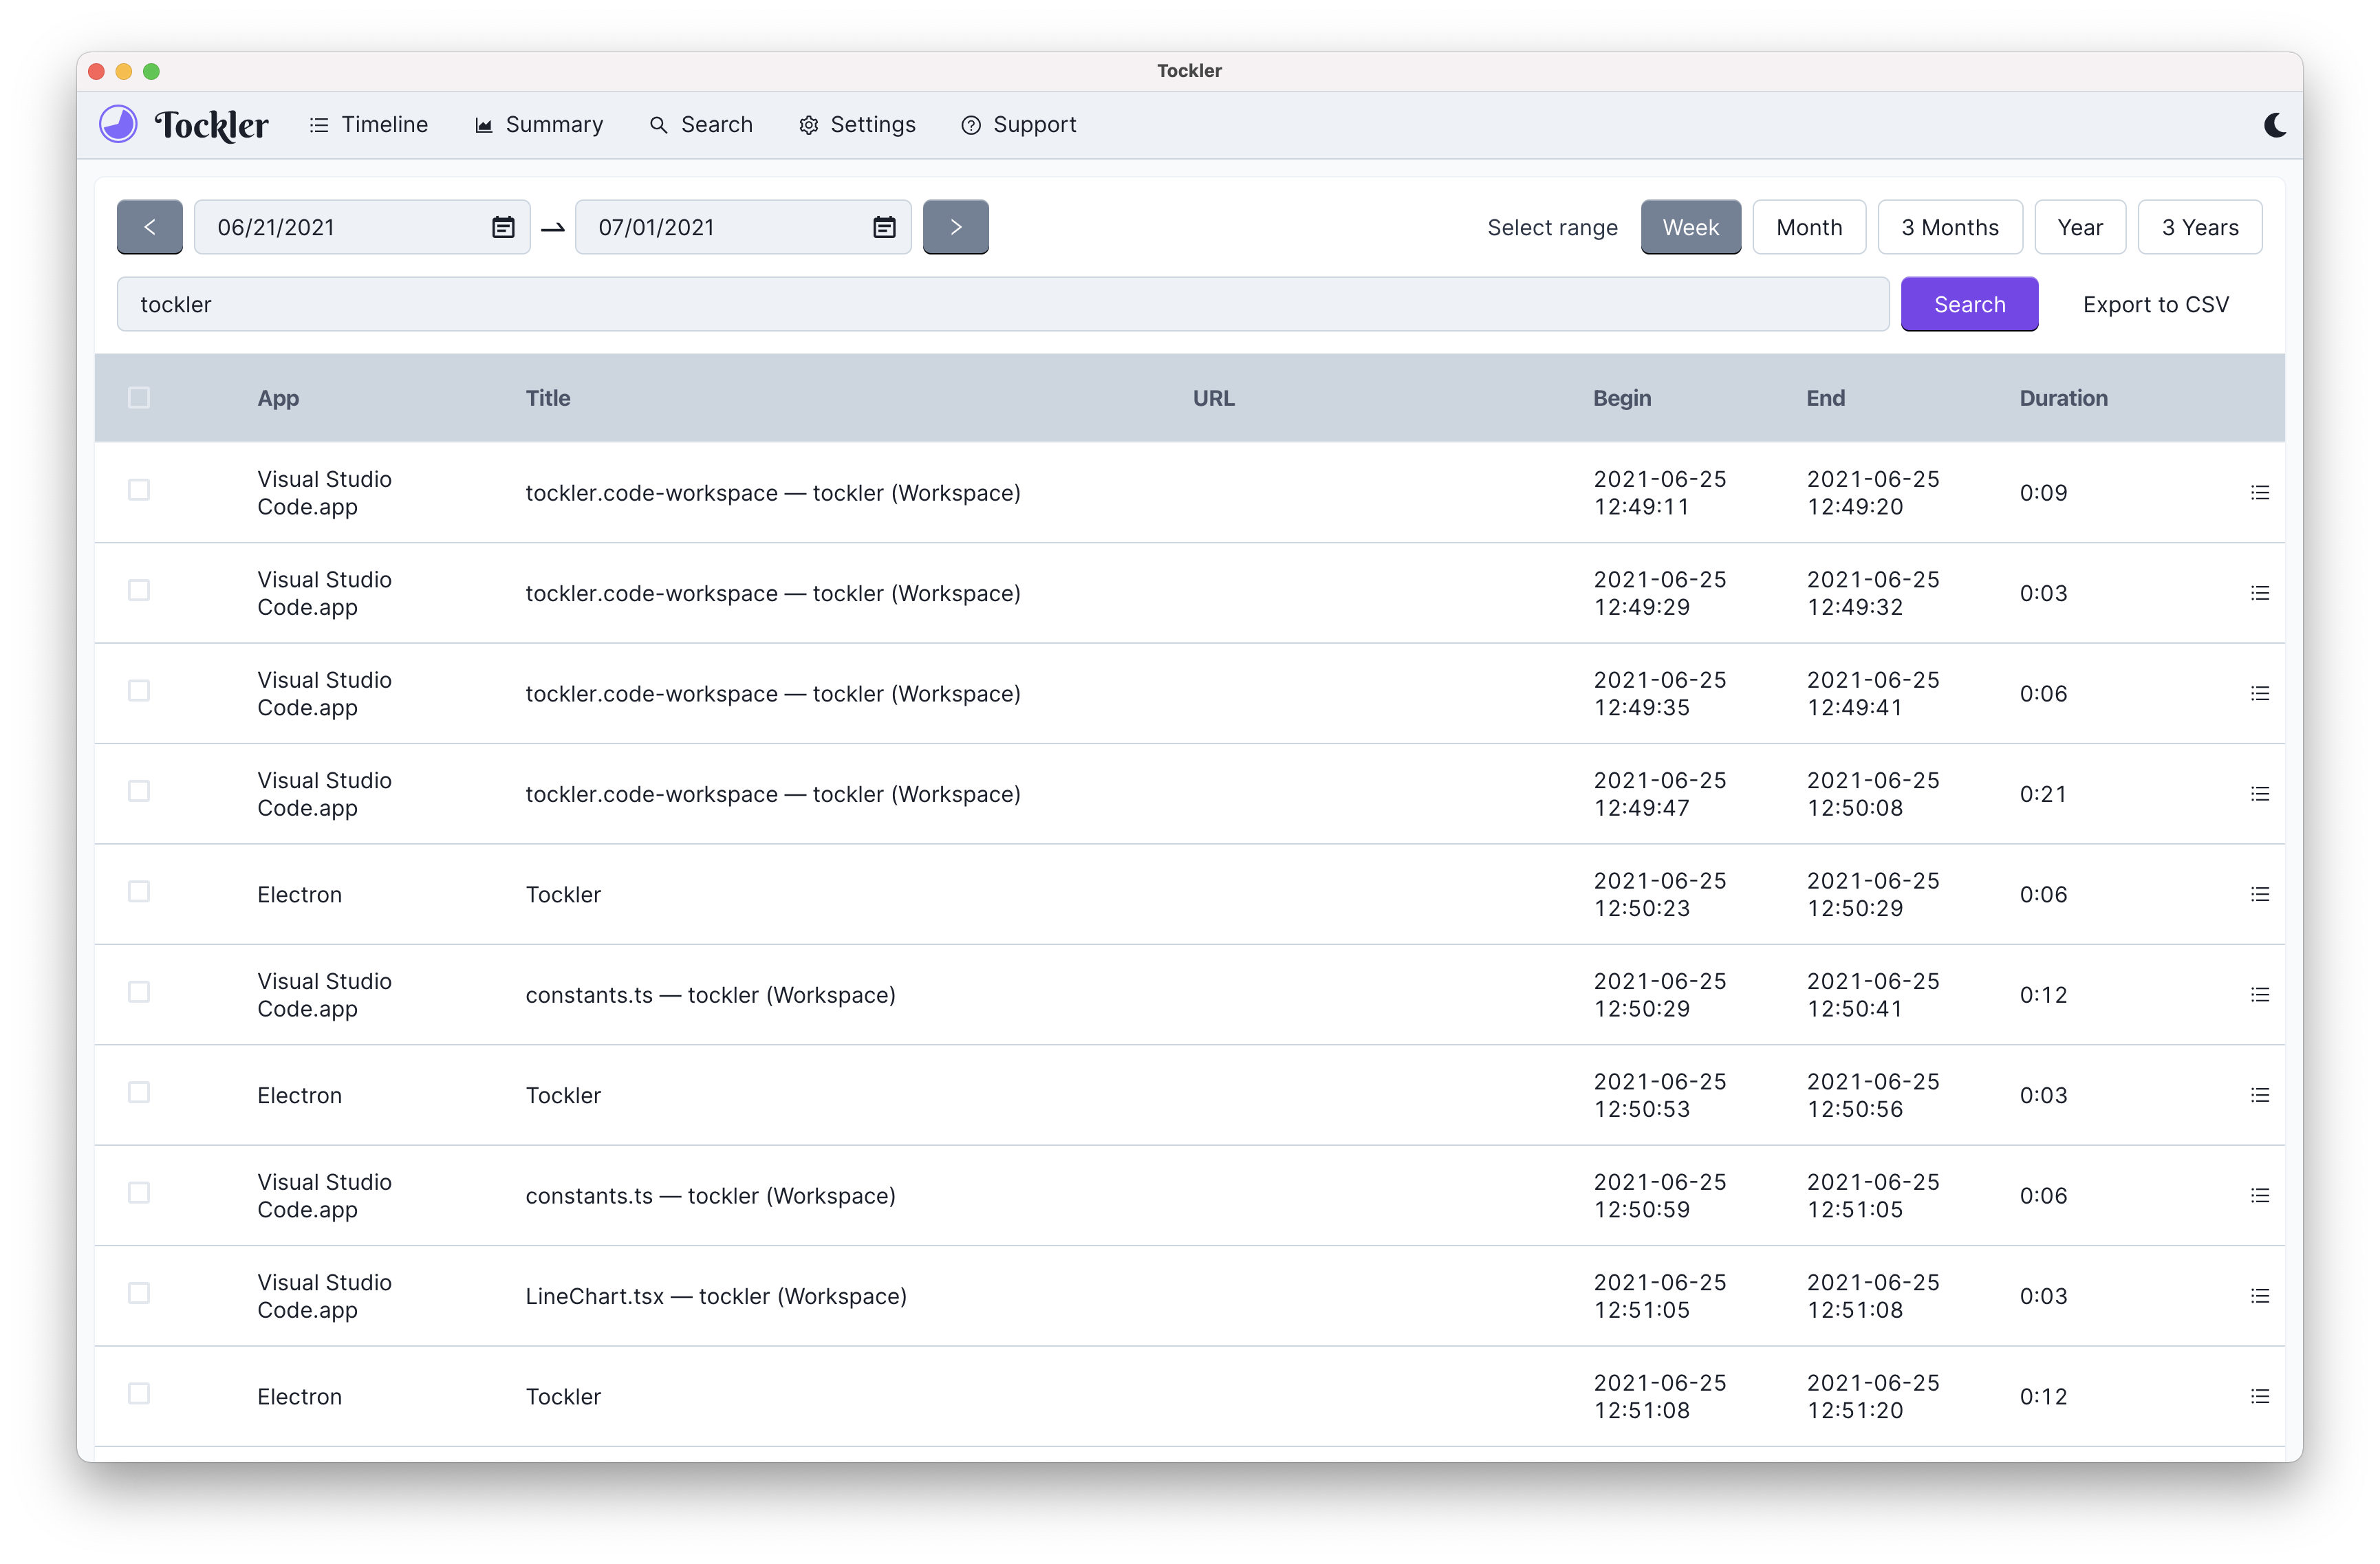 Tockler
Tockler Timeline Summary Search Settings Support
06/21/2021 07/01/2021 Select range Week Month 3 Months Year 3 Years
tockler Search Export to CSV
App Title URL Begin End Duration
Visual Studio Code.app tockler.code-workspace — tockler (Workspace) 2021-06-25 12:49:11 2021-06-25 12:49:20 0:09
Visual Studio Code.app tockler.code-workspace — tockler (Workspace) 2021-06-25 12:49:29 2021-06-25 12:49:32 0:03
Visual Studio Code.app tockler.code-workspace — tockler (Workspace) 2021-06-25 12:49:35 2021-06-25 12:49:41 0:06
Visual Studio Code.app tockler.code-workspace — tockler (Workspace) 2021-06-25 12:49:47 2021-06-25 12:50:08 0:21
Electron Tockler 2021-06-25 12:50:23 2021-06-25 12:50:29 0:06
Visual Studio Code.app constants.ts — tockler (Workspace) 2021-06-25 12:50:29 2021-06-25 12:50:41 0:12
Electron Tockler 2021-06-25 12:50:53 2021-06-25 12:50:56 0:03
Visual Studio Code.app constants.ts — tockler (Workspace) 2021-06-25 12:50:59 2021-06-25 12:51:05 0:06
Visual Studio Code.app LineChart.tsx — tockler (Workspace) 2021-06-25 12:51:05 2021-06-25 12:51:08 0:03
Electron Tockler 2021-06-25 12:51:08 2021-06-25 12:51:20 0:12